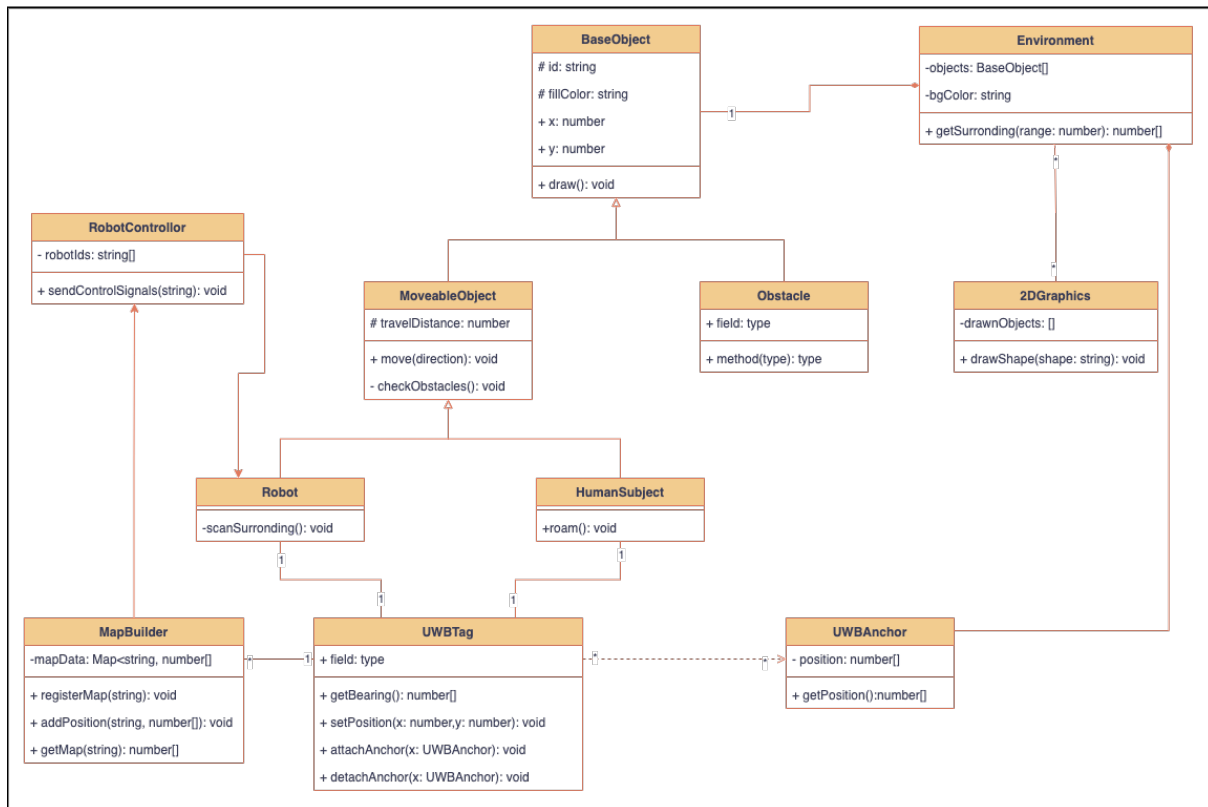 BaseObject
# id: string
# fillColor: string
+ x: number
+ y: number
+ draw(): void
Environment
-objects: BaseObject[]
-bgColor: string
+ getSurronding(range: number): number[]
1
*
*
RobotControllor
- robotIds: string[]
+ sendControlSignals(string): void
MoveableObject
# travelDistance: number
+ move(direction): void
- checkObstacles(): void
Obstacle
+ field: type
+ method(type): type
2DGraphics
-drawnObjects: []
+ drawShape(shape: string): void
Robot
-scanSurronding(): void
HumanSubject
+roam(): void
1
1
1
1
MapBuilder
-mapData: Map<string, number[]
+ registerMap(string): void
+ addPosition(string, number[]): void
+ getMap(string): number[]
*
1
UWBTag
+ field: type
+ getBearing(): number[]
+ setPosition(x: number,y: number): void
+ attachAnchor(x: UWBAnchor): void
+ detachAnchor(x: UWBAnchor): void
*
*
UWBAnchor
- position: number[]
+ getPosition():number[]